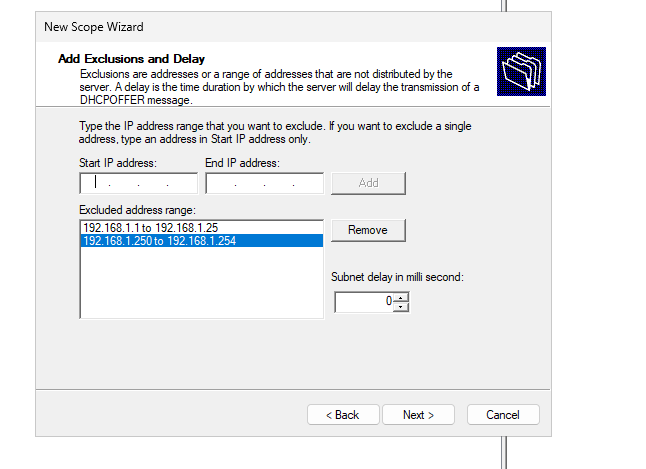 New Scope Wizard
Add Exclusions and Delay
Exclusions are addresses or a range of addresses that are not distributed by the
server. A delay is the time duration by which the server will delay the transmission of a
DHCPOFFER message.
Type the IP address range that you want to exclude. If you want to exclude a single
address, type an address in Start IP address only.
Start IP address:
End IP address:
Add
Excluded address range:
192.168.1.1 to 192.168.1.25
192.168.1.250 to 192.168.1.254
Remove
Subnet delay in milli second:
0
< Back
Next >
Cancel